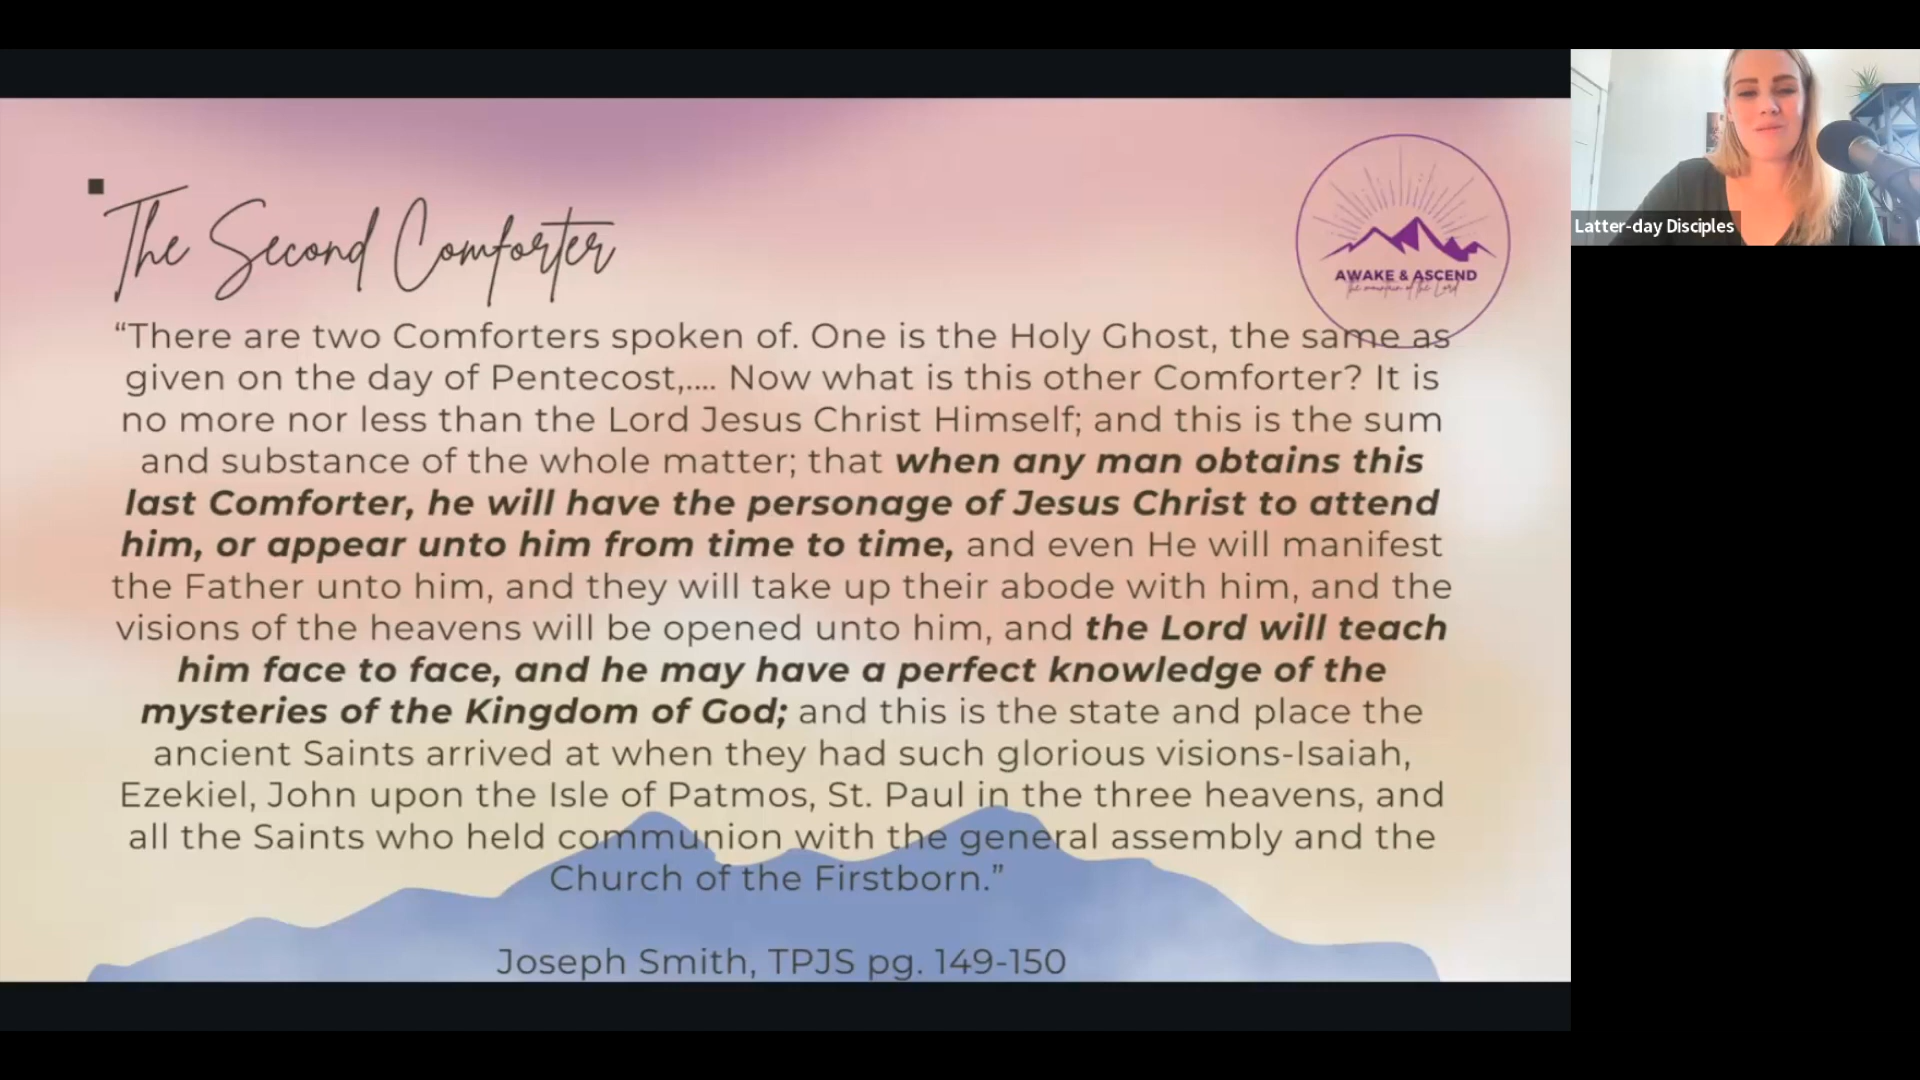 The Second Comforter
AWAKE & ASCEND
The mountain of the Lord
“There are two Comforters spoken of. One is the Holy Ghost, the same as
given on the day of Pentecost,.... Now what is this other Comforter? It is
no more nor less than the Lord Jesus Christ Himself; and this is the sum
and substance of the whole matter; that when any man obtains this
last Comforter, he will have the personage of Jesus Christ to attend
him, or appear unto him from time to time, and even He will manifest
the Father unto him, and they will take up their abode with him, and the
visions of the heavens will be opened unto him, and the Lord will teach
him face to face, and he may have a perfect knowledge of the
mysteries of the Kingdom of God; and this is the state and place the
ancient Saints arrived at when they had such glorious visions-Isaiah,
Ezekiel, John upon the Isle of Patmos, St. Paul in the three heavens, and
all the Saints who held communion with the general assembly and the
Church of the Firstborn.”
Joseph Smith, TPJS pg. 149-150
Latter-day Disciples